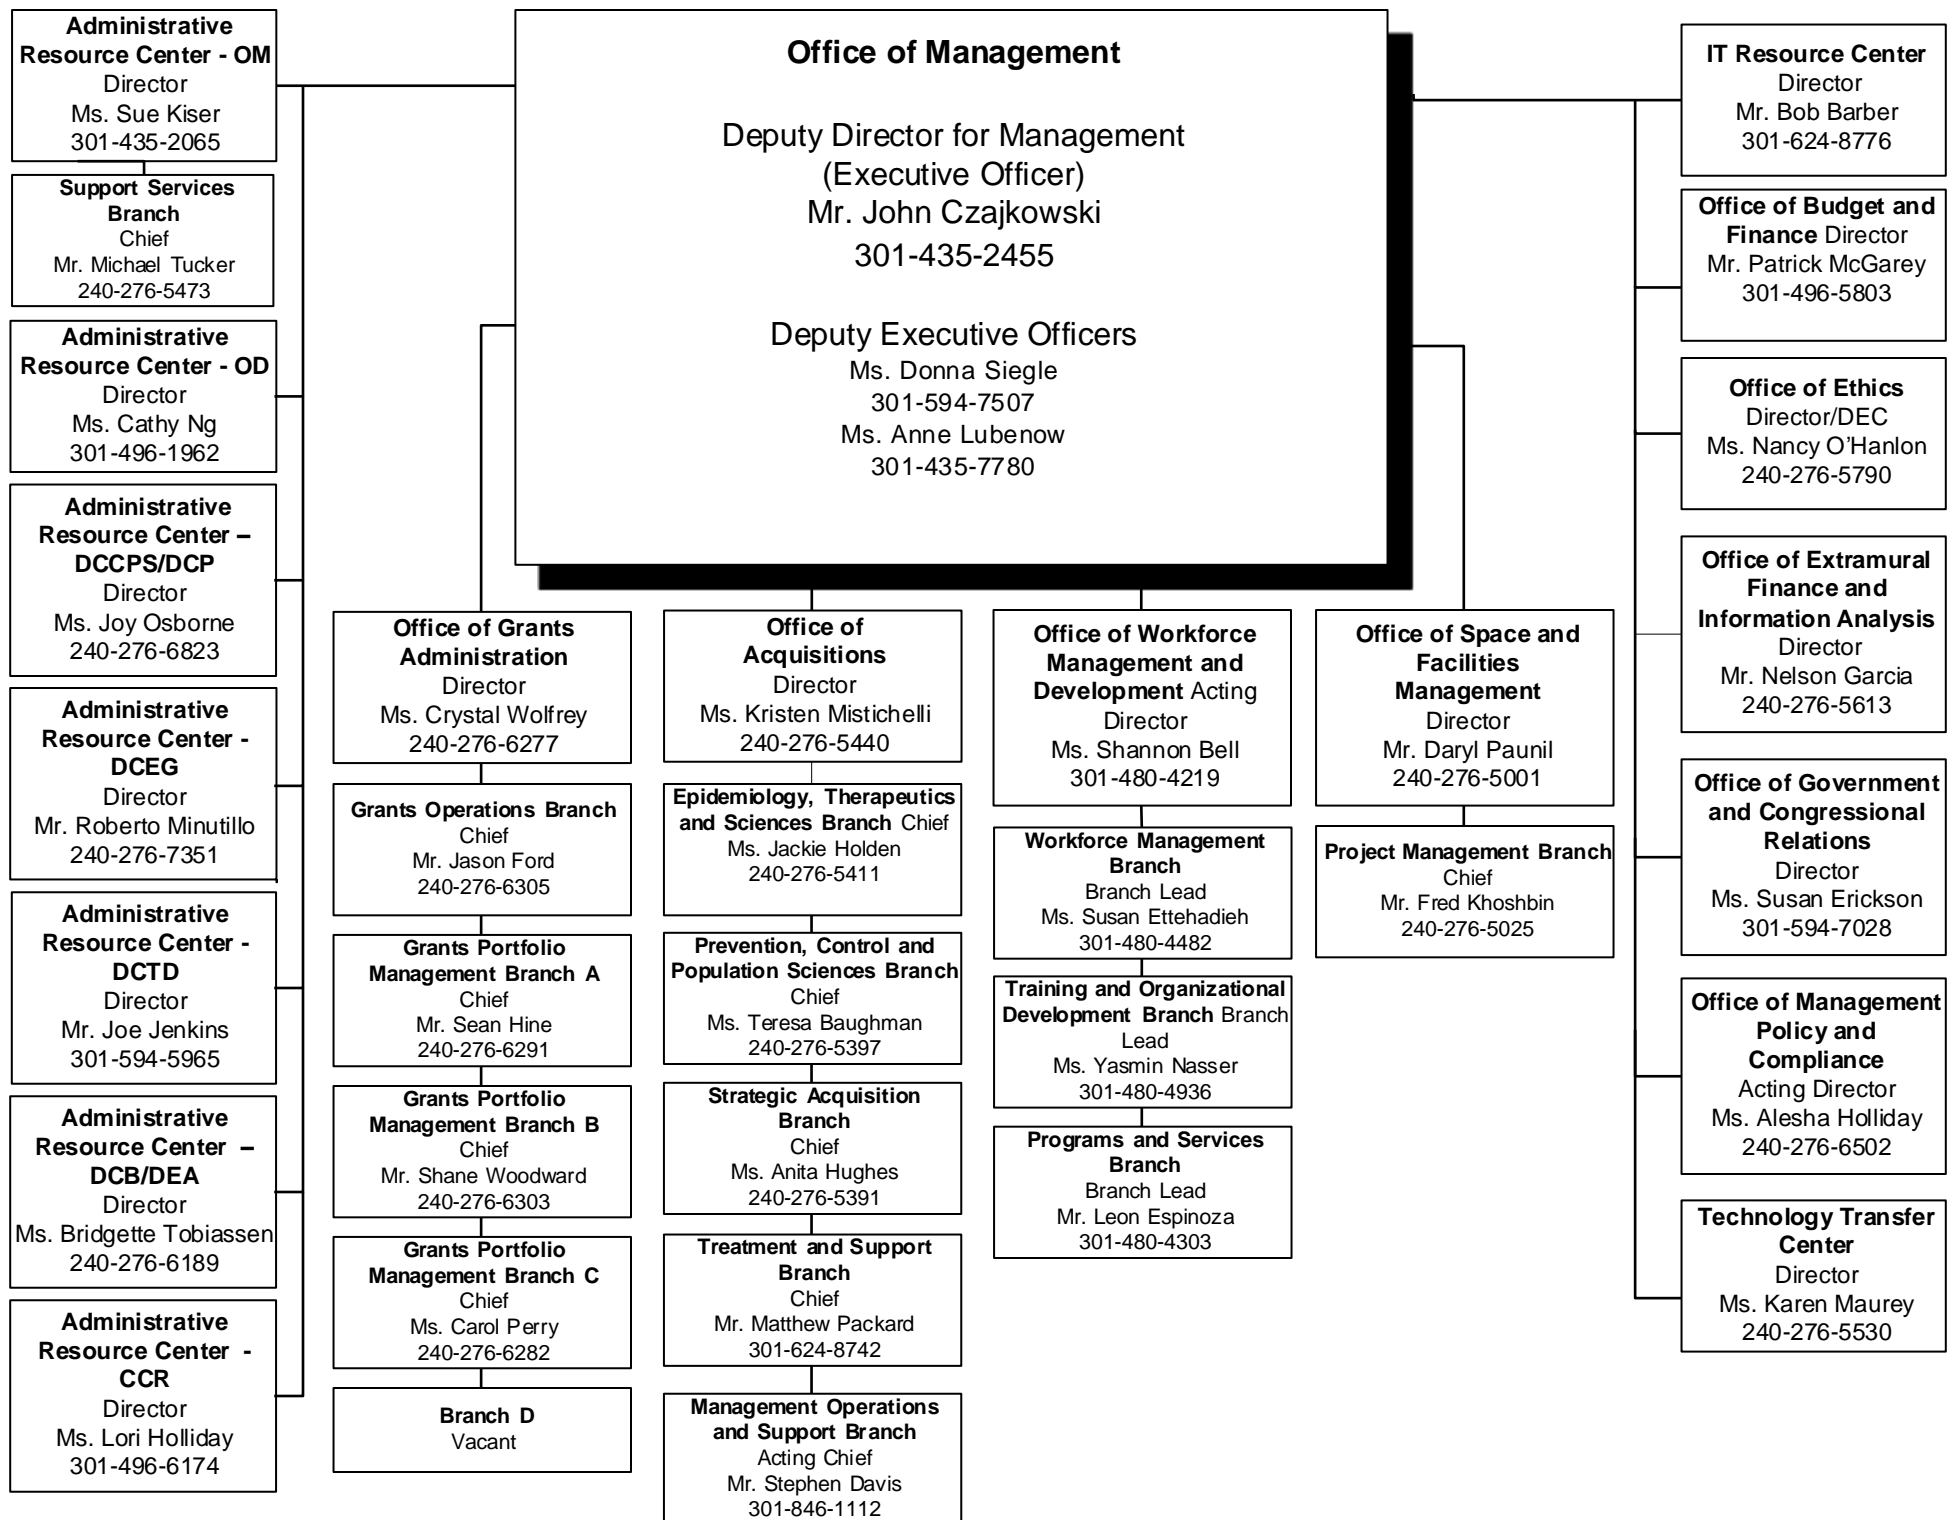 Administrative
Resource Center - OM
Director
Ms. Sue Kiser
301-435-2065
Support Services
Branch
Chief
Mr. Michael Tucker
240-276-5473
Administrative
Resource Center - OD
Director
Ms. Cathy Ng
301-496-1962
Administrative
Resource Center –
DCCPS/DCP
Director
Ms. Joy Osborne
240-276-6823
Administrative
Resource Center -
DCEG
Director
Mr. Roberto Minutillo
240-276-7351
Administrative
Resource Center -
DCTD
Director
Mr. Joe Jenkins
301-594-5965
Administrative
Resource Center –
DCB/DEA
Director
Ms. Bridgette Tobiassen
240-276-6189
Administrative
Resource Center -
CCR
Director
Ms. Lori Holliday
301-496-6174
Office of Management
Deputy Director for Management
(Executive Officer)
Mr. John Czajkowski
301-435-2455
Deputy Executive Officers
Ms. Donna Siegle
301-594-7507
Ms. Anne Lubenow
301-435-7780
Office of Grants
Administration
Director
Ms. Crystal Wolfrey
240-276-6277
Grants Operations Branch
Chief
Mr. Jason Ford
240-276-6305
Grants Portfolio
Management Branch A
Chief
Mr. Sean Hine
240-276-6291
Grants Portfolio
Management Branch B
Chief
Mr. Shane Woodward
240-276-6303
Grants Portfolio
Management Branch C
Chief
Ms. Carol Perry
240-276-6282
Branch D
Vacant
Office of
Acquisitions
Director
Ms. Kristen Mistichelli
240-276-5440
Epidemiology, Therapeutics
and Sciences Branch Chief
Ms. Jackie Holden
240-276-5411
Prevention, Control and
Population Sciences Branch
Chief
Ms. Teresa Baughman
240-276-5397
Strategic Acquisition
Branch
Chief
Ms. Anita Hughes
240-276-5391
Treatment and Support
Branch
Chief
Mr. Matthew Packard
301-624-8742
Management Operations
and Support Branch
Acting Chief
Mr. Stephen Davis
301-846-1112
Office of Workforce
Management and
Development Acting
Director
Ms. Shannon Bell
301-480-4219
Workforce Management
Branch
Branch Lead
Ms. Susan Ettehadieh
301-480-4482
Training and Organizational
Development Branch Branch
Lead
Ms. Yasmin Nasser
301-480-4936
Programs and Services
Branch
Branch Lead
Mr. Leon Espinoza
301-480-4303
Office of Space and
Facilities
Management
Director
Mr. Daryl Paunil
240-276-5001
Project Management Branch
Chief
Mr. Fred Khoshbin
240-276-5025
IT Resource Center
Director
Mr. Bob Barber
301-624-8776
Office of Budget and
Finance Director
Mr. Patrick McGarey
301-496-5803
Office of Ethics
Director/DEC
Ms. Nancy O’Hanlon
240-276-5790
Office of Extramural
Finance and
Information Analysis
Director
Mr. Nelson Garcia
240-276-5613
Office of Government
and Congressional
Relations
Director
Ms. Susan Erickson
301-594-7028
Office of Management
Policy and
Compliance
Acting Director
Ms. Alesha Holliday
240-276-6502
Technology Transfer
Center
Director
Ms. Karen Maurey
240-276-5530